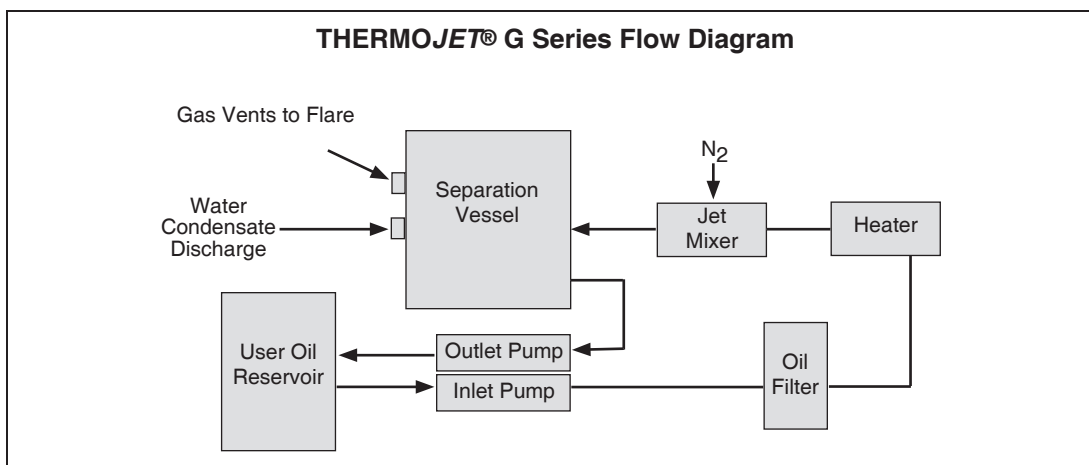 THERMOJET® G Series Flow Diagram
Gas Vents to Flare
Water
Condensate
Discharge
Separation
Vessel
N2
Jet
Mixer
Heater
User Oil
Reservoir
Outlet Pump
Inlet Pump
Oil
Filter